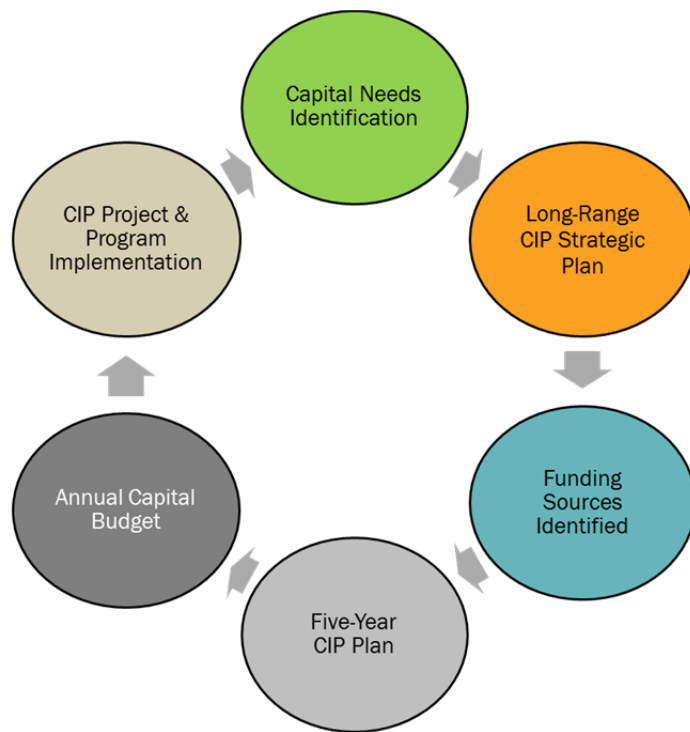 Capital Needs
Identification
Long-Range
CIP Strategic
Plan
Funding
Sources
Identified
Five-Year
CIP Plan
Annual Capital
Budget
CIP Project &
Program
Implementation